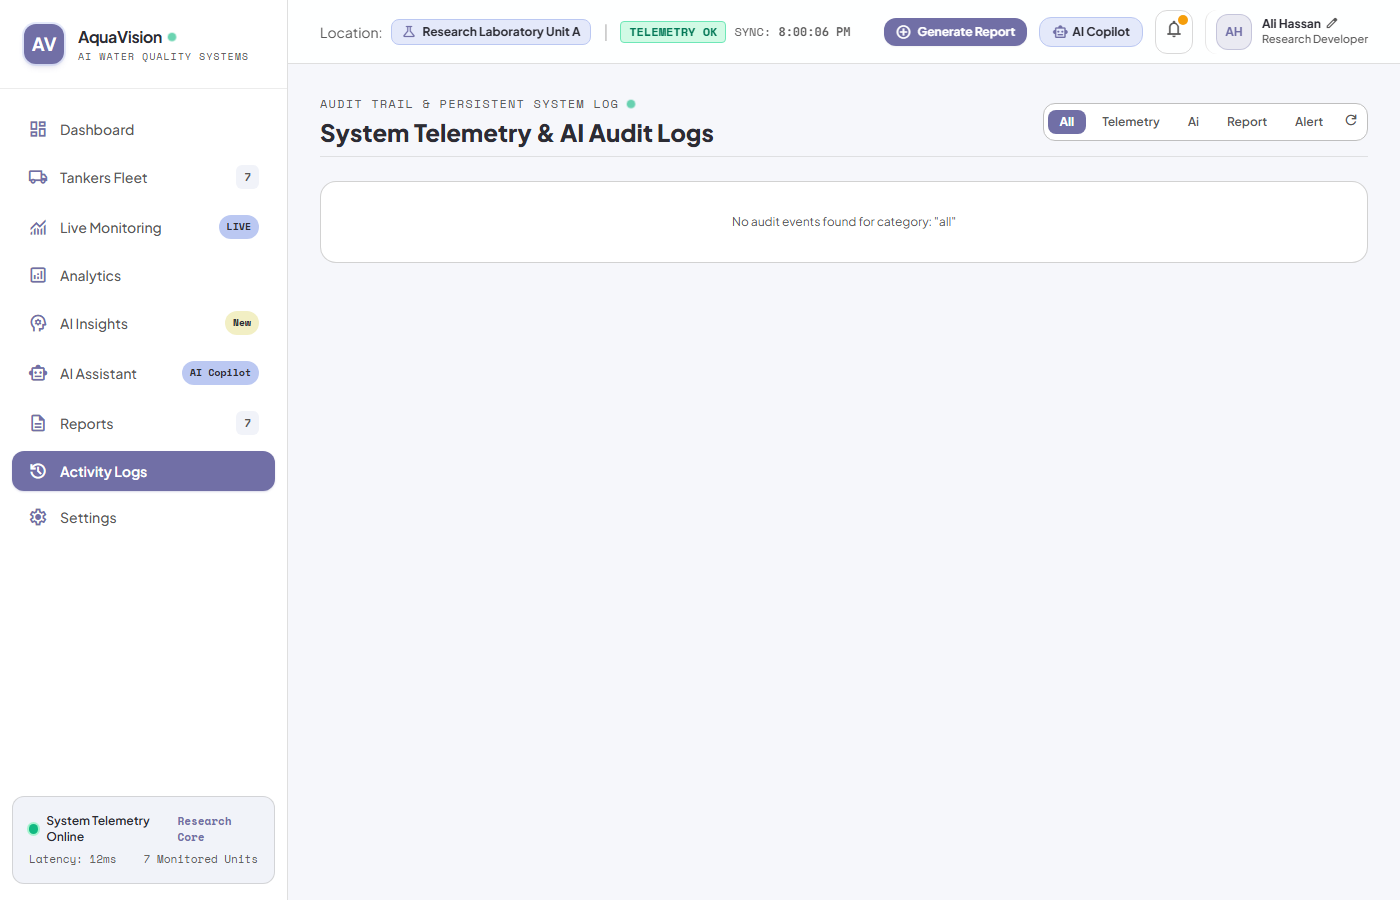 AV
AquaVision
AI WATER QUALITY SYSTEMS
Dashboard
Tankers Fleet 7
Live Monitoring LIVE
Analytics
AI Insights New
AI Assistant AI Copilot
Reports 7
Activity Logs
Settings
System Telemetry Online Research Core
Latency: 12ms 7 Monitored Units
Location: Research Laboratory Unit A TELEMETRY OK SYNC: 8:00:06 PM Generate Report AI Copilot
AH
Ali Hassan
Research Developer
AUDIT TRAIL & PERSISTENT SYSTEM LOG
System Telemetry & AI Audit Logs
All Telemetry Ai Report Alert
No audit events found for category: "all"